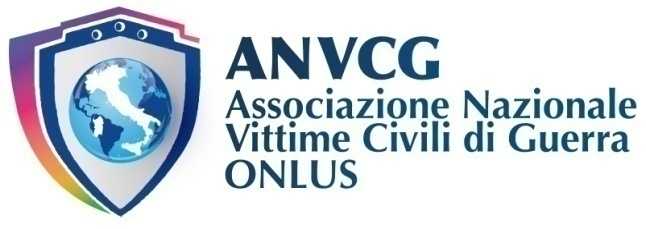 ANVCG
Associazione Nazionale
Vittime Civili di Guerra
ONLUS